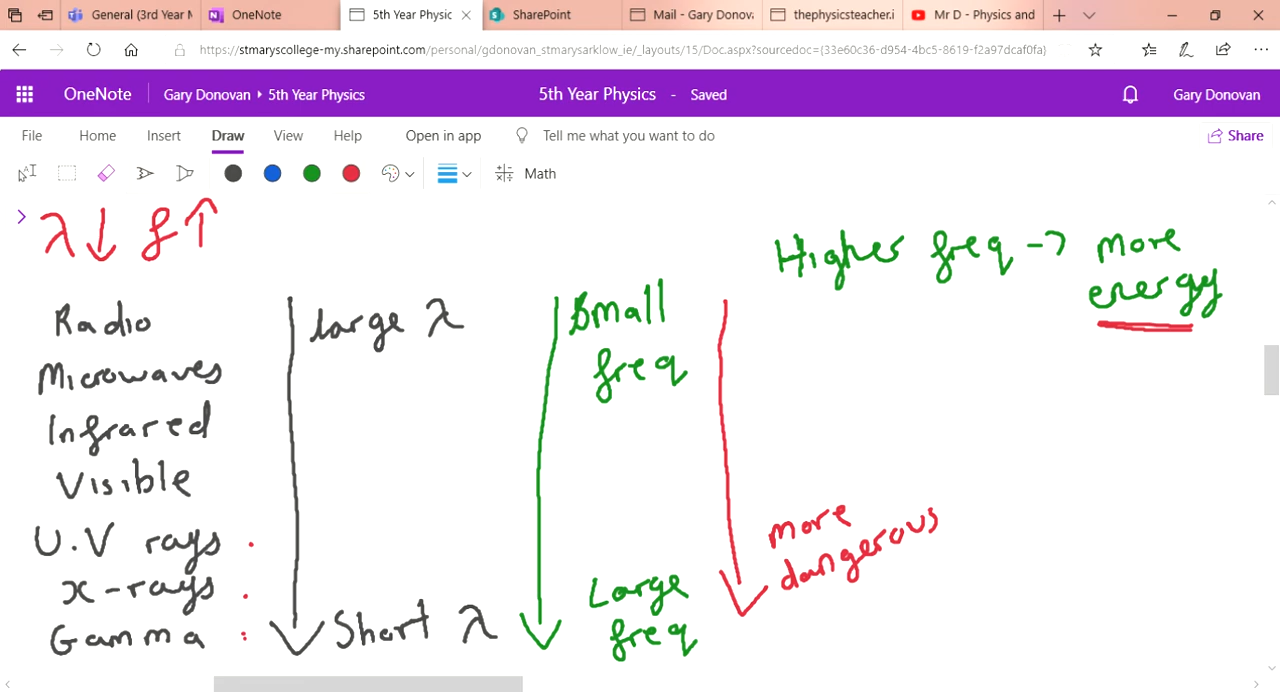 General (3rd Year M
OneNote
5th Year Physic
SharePoint
Mail - Gary Donova
thephysicsteacher.i
Mr D - Physics and
https://stmaryscollege-my.sharepoint.com/personal/gdonovan_stmarysarklow_ie/_layouts/15/Doc.aspx?sourcedoc={33e60c36-d954-4bc5-8619-f2a97dcaf0fa}
OneNote
Gary Donovan ▸ 5th Year Physics
5th Year Physics - Saved
Gary Donovan
File Home Insert Draw View Help Open in app Tell me what you want to do Share
Math
λ↓ f↑
Higher freq → more
energy
Radio
Microwaves
Infrared
Visible
U.V rays
x-rays
Gamma
large λ
Short λ
Small
freq
Large
freq
more
dangerous